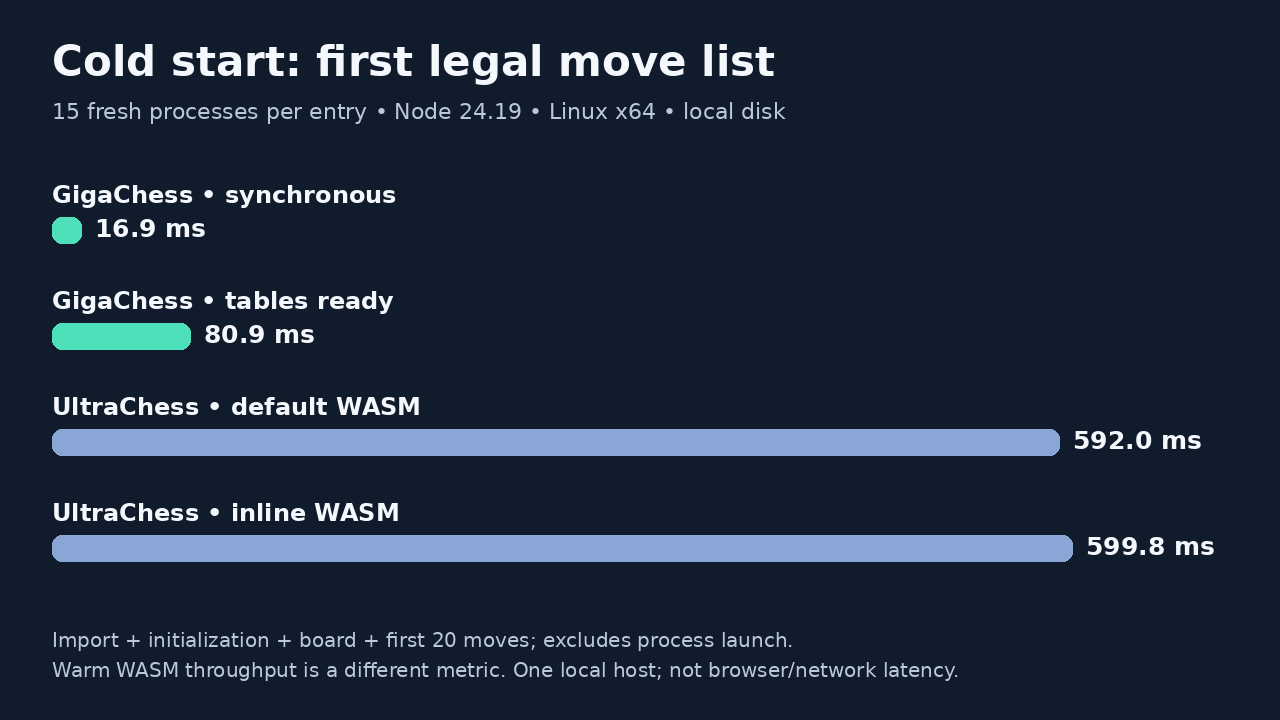 Cold start: first legal move list
15 fresh processes per entry • Node 24.19 • Linux x64 • local disk
GigaChess • synchronous
16.9 ms
GigaChess • tables ready
80.9 ms
UltraChess • default WASM
592.0 ms
UltraChess • inline WASM
599.8 ms
Import + initialization + board + first 20 moves; excludes process launch.
Warm WASM throughput is a different metric. One local host; not browser/network latency.